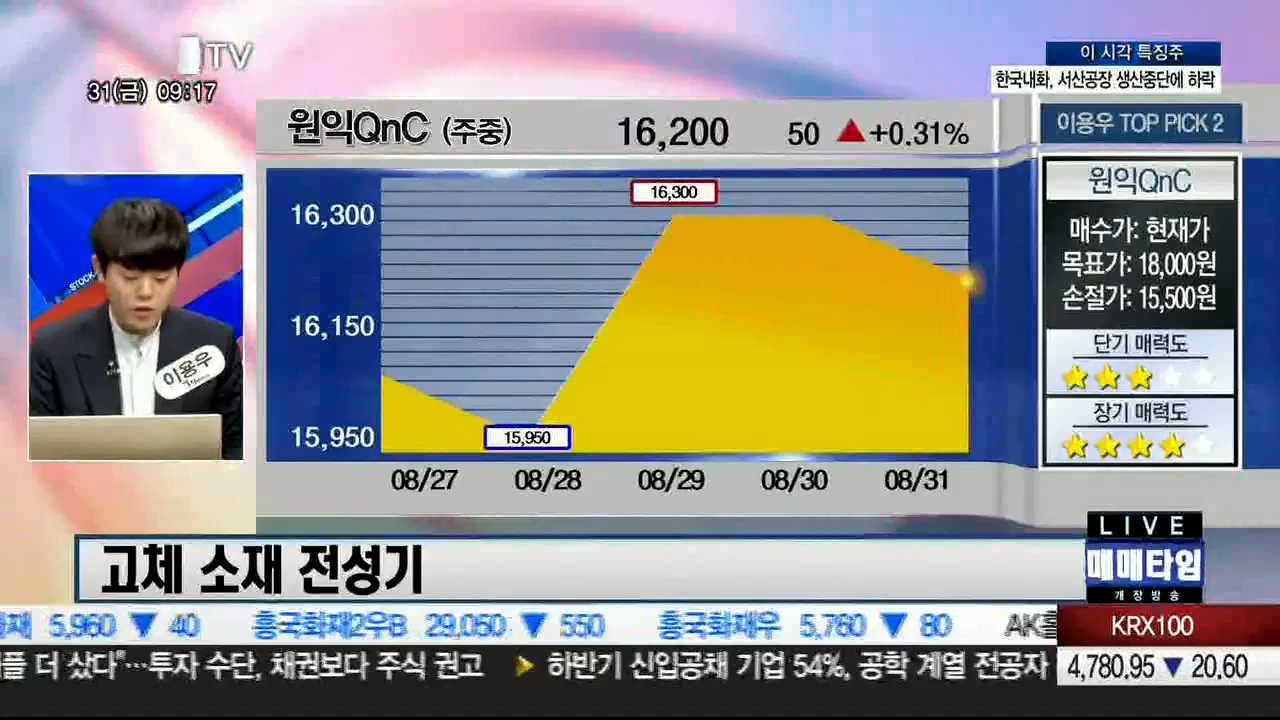 TV
31(금) 09:17
이 시각 특징주
한국내화, 서산공장 생산중단에 하락
원익QnC (주중) 16,200 50 ▲+0.31%
이용우 TOP PICK 2
원익QnC
매수가: 현재가
목표가: 18,000원
손절가: 15,500원
단기 매력도
장기 매력도
16,300
16,300
16,150
15,950
15,950
08/27 08/28 08/29 08/30 08/31
STOCK
이용우
고체 소재 전성기
LIVE
매매타임
개장방송
5,960 ▼ 40 흥국화재2우B 29,050 ▼ 550 흥국화재우 5,760 ▼ 80 AK홀
KRX100
더 샀다"…투자 수단, 채권보다 주식 권고 ▶ 하반기 신입공채 기업 54%, 공학 계열 전공자
4,780.95 ▼ 20.60